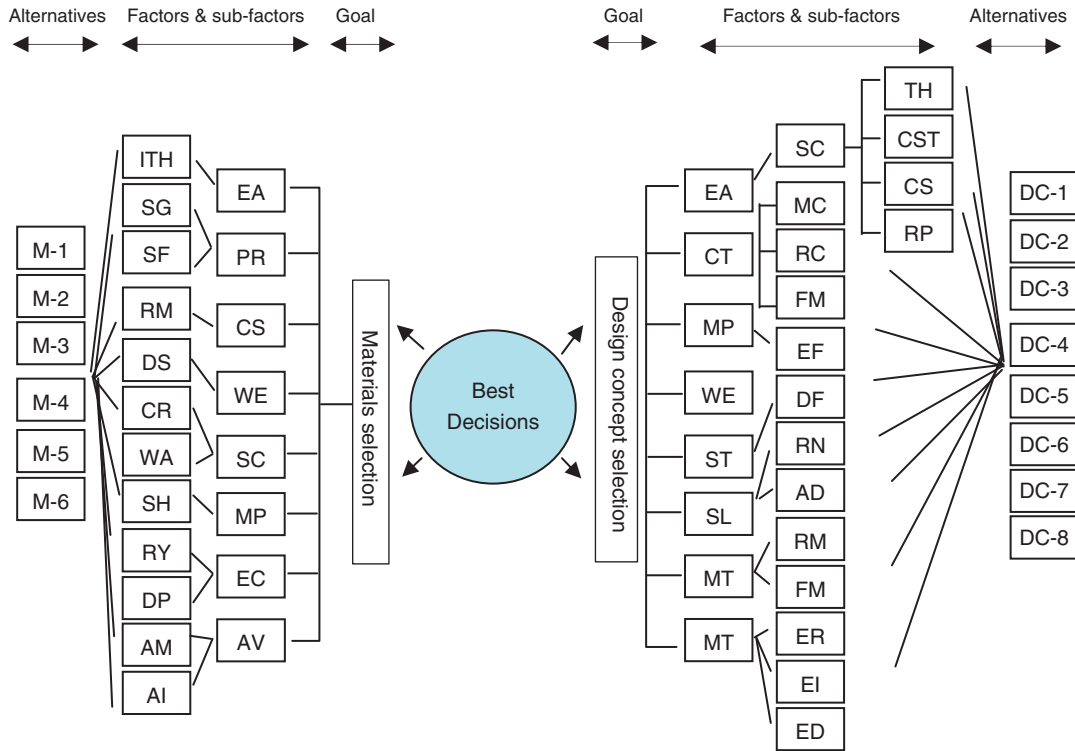 Alternatives
Factors & sub-factors
Goal
Goal
Factors & sub-factors
Alternatives
M-1
M-2
M-3
M-4
M-5
M-6
ITH
SG
SF
RM
DS
CR
WA
SH
RY
DP
AM
AI
EA
PR
CS
WE
SC
MP
EC
AV
Materials selection
Best
Decisions
Design concept selection
EA
CT
MP
WE
ST
SL
MT
MT
SC
MC
RC
FM
EF
DF
RN
AD
RM
FM
ER
EI
ED
TH
CST
CS
RP
DC-1
DC-2
DC-3
DC-4
DC-5
DC-6
DC-7
DC-8